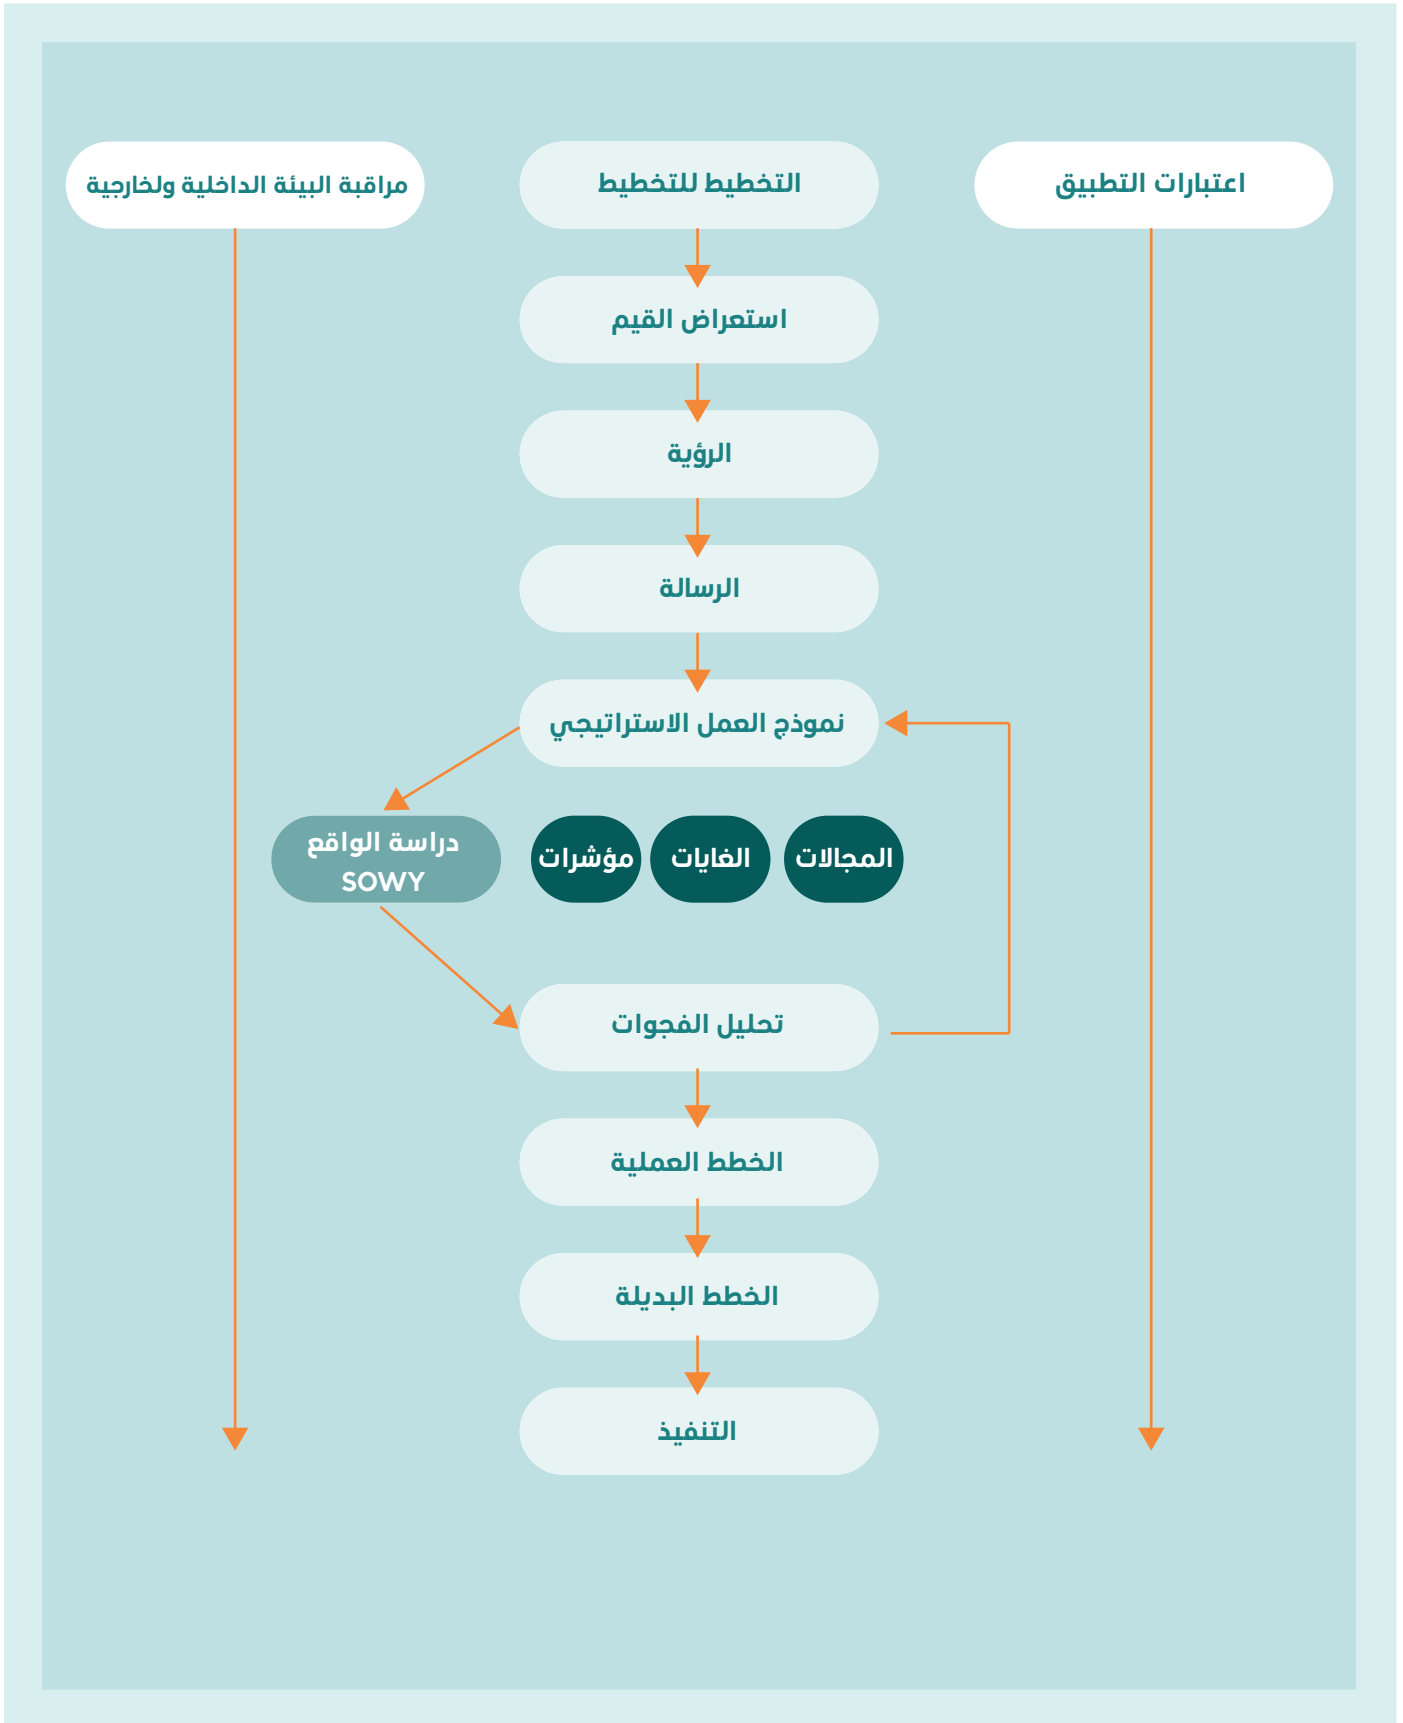 اعتبارات التطبيق
التخطيط للتخطيط
مراقبة البيئة الداخلية ولخارجية
استعراض القيم
الرؤية
الرسالة
نموذج العمل الاستراتيجي
المجالات
الغايات
مؤشرات
دراسة الواقع
SOWY
تحليل الفجوات
الخطط العملية
الخطط البديلة
التنفيذ